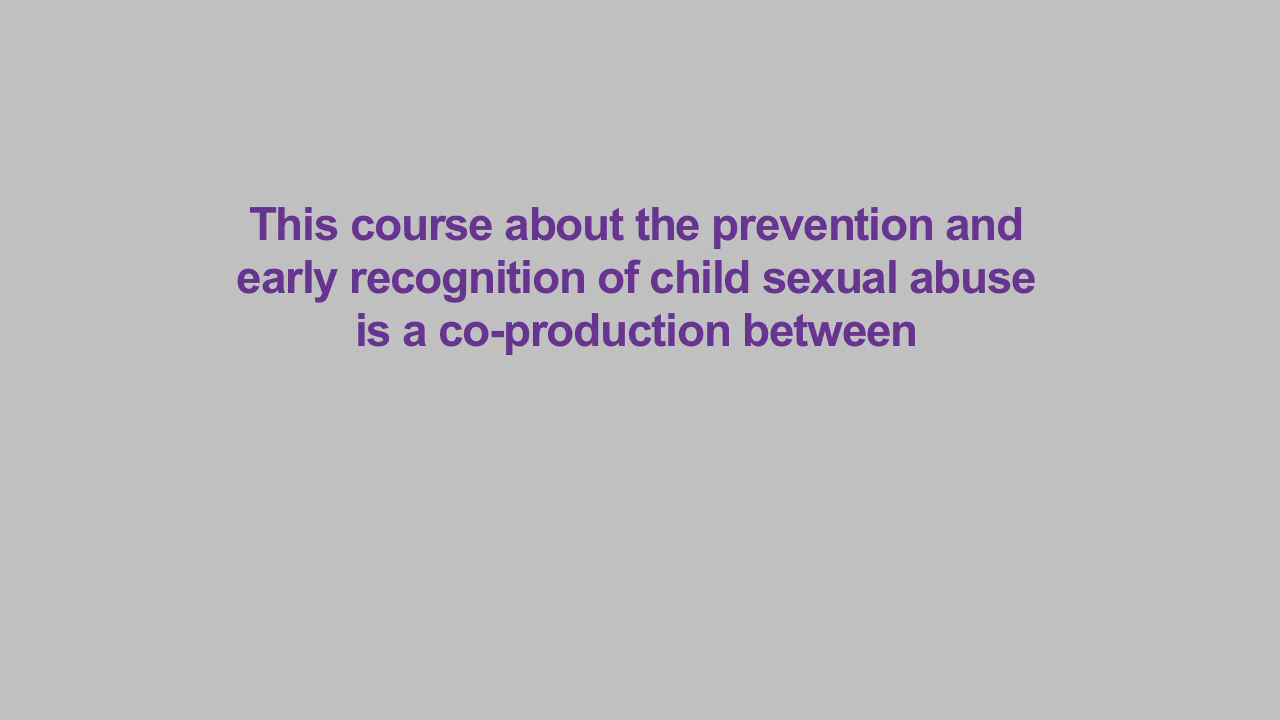 This course about the prevention and
early recognition of child sexual abuse
is a co-production between